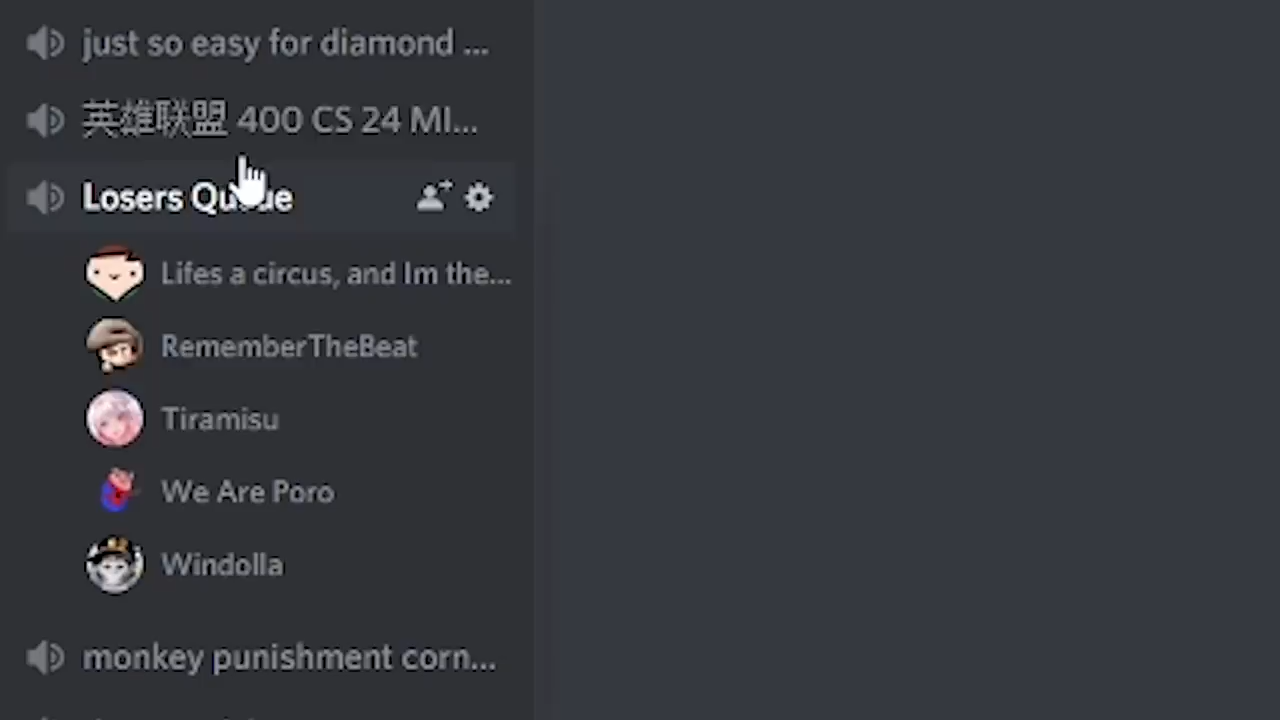 just so easy for diamond ...
英雄联盟 400 CS 24 MI...
Losers Queue
Lifes a circus, and Im the...
RememberTheBeat
Tiramisu
We Are Poro
Windolla
monkey punishment corn...